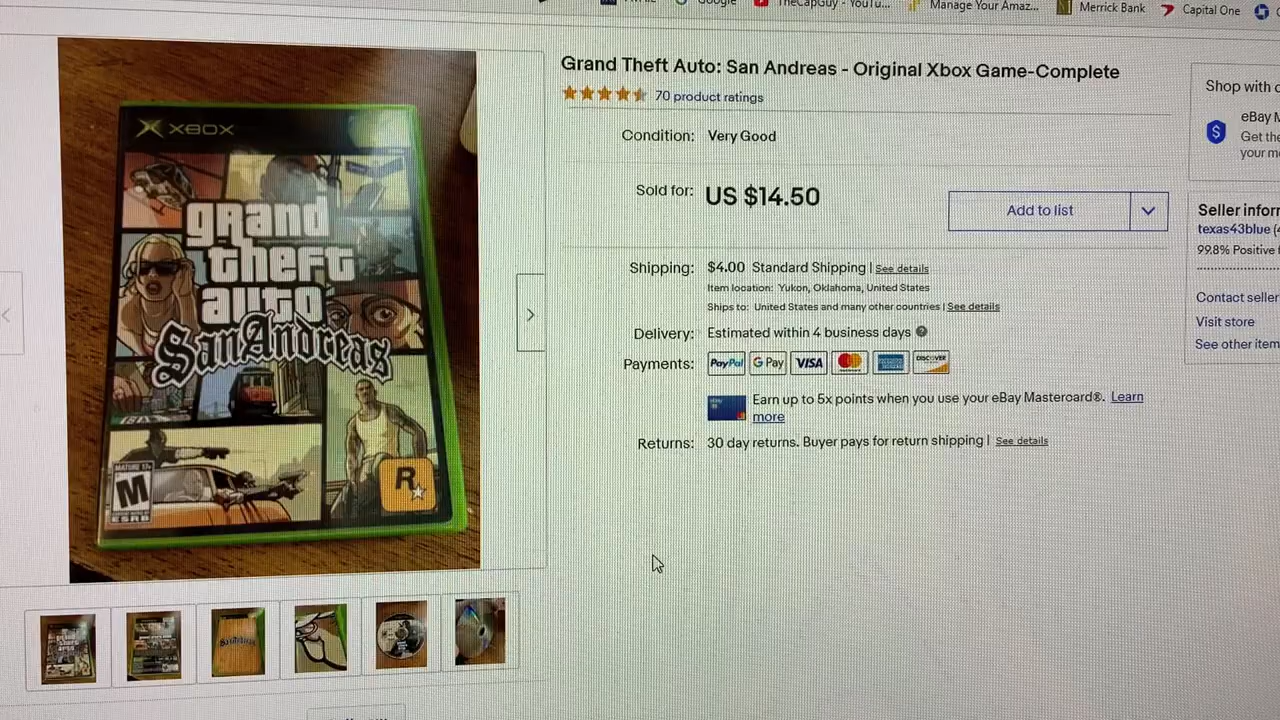 Google
TheCapGuy - YouTu...
Manage Your Amaz...
Merrick Bank
Capital One
Grand Theft Auto: San Andreas - Original Xbox Game-Complete
70 product ratings
Condition: Very Good
Sold for: US $14.50
Add to list
Shipping: $4.00 Standard Shipping | See details
Item location: Yukon, Oklahoma, United States
Ships to: United States and many other countries | See details
Delivery: Estimated within 4 business days
Payments: PayPal G Pay VISA DISCOVER
Earn up to 5x points when you use your eBay Mastercard®. Learn
more
Returns: 30 day returns. Buyer pays for return shipping | See details
Shop with
eBay M
Get the
your m
Seller infor
texas43blue (
99.8% Positive
Contact seller
Visit store
See other item
XBOX
grand
theft
auto
San Andreas
MATURE 17+
M
ESRB
R